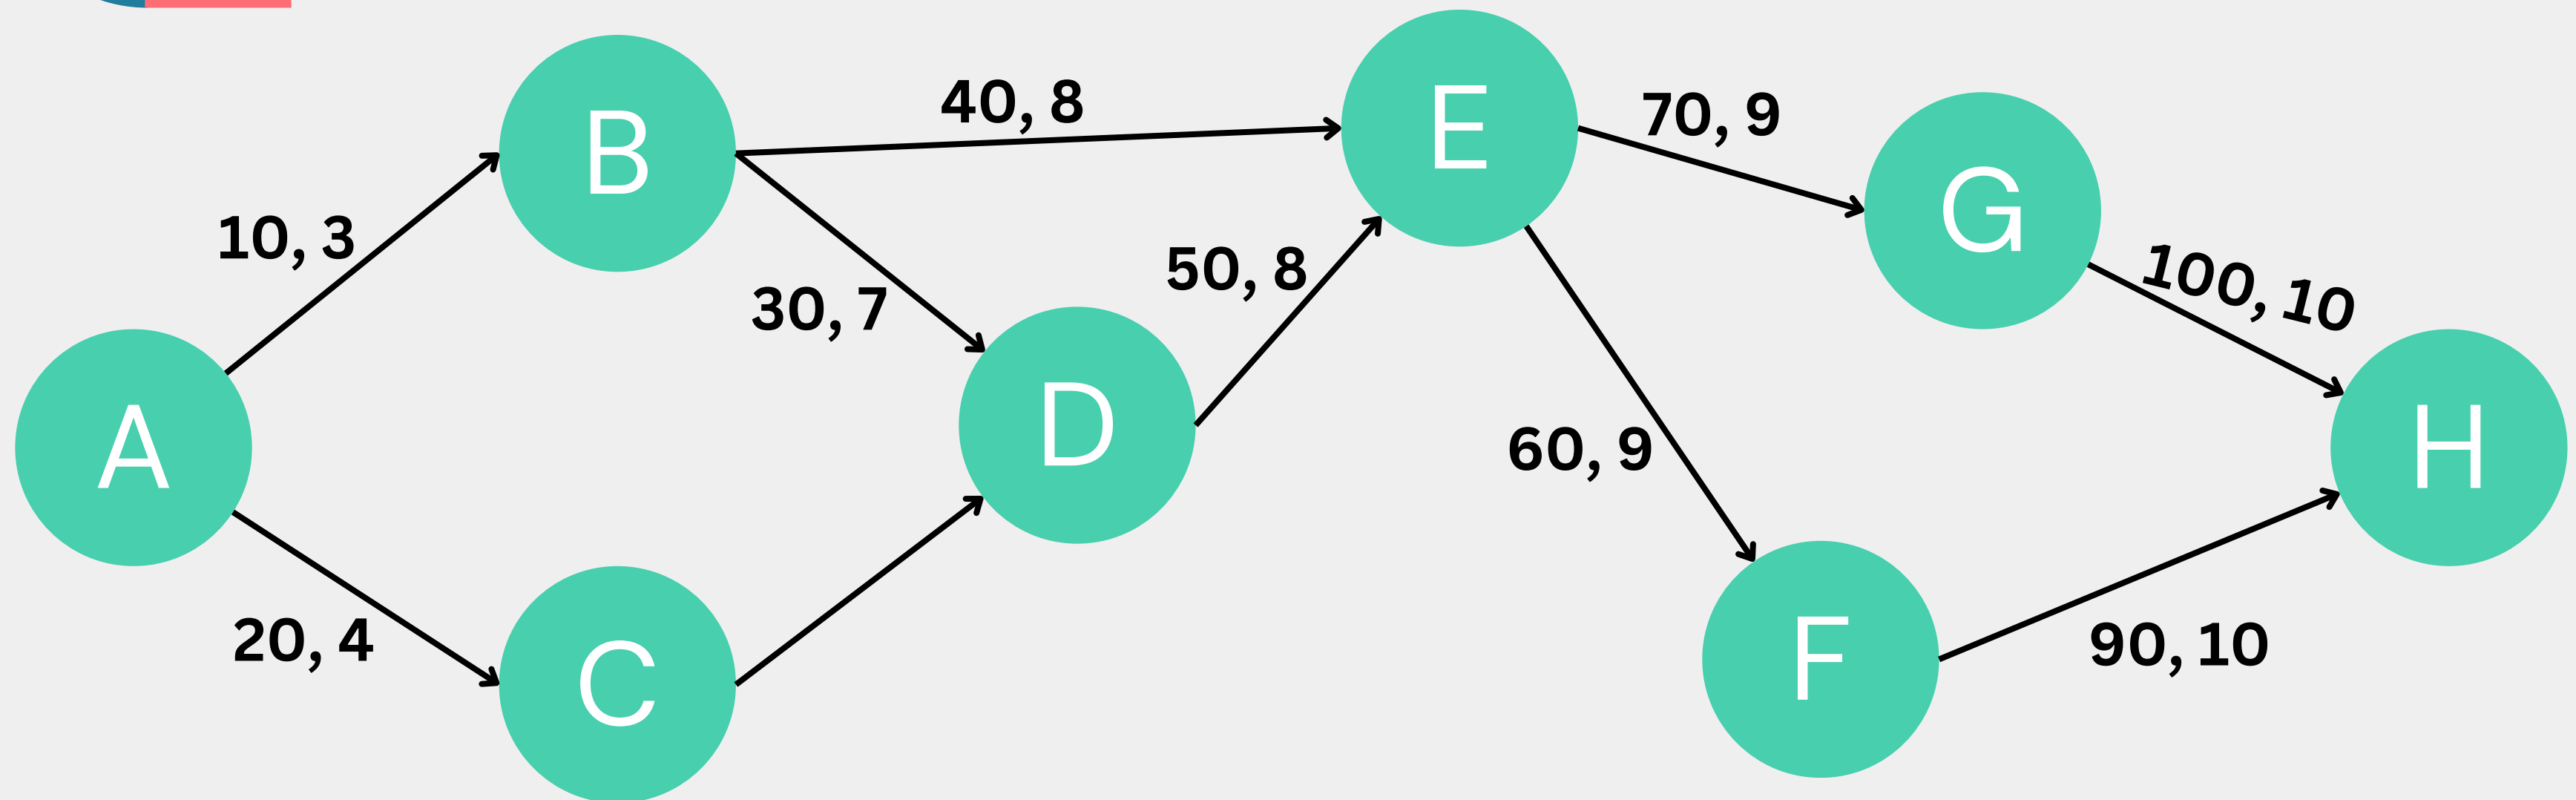 A
10, 3
20, 4
B
C
40, 8
30, 7
D
50, 8
E
70, 9
60, 9
G
F
100, 10
90, 10
H